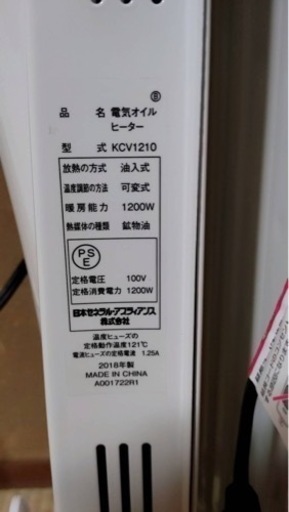 Ⓑ
品 名 電気オイル
ヒーター
型 式 KCV1210
放熱の方式 油入式
温度調節の方法 可変式
暖房能力 1200W
熱媒体の種類 鉱物油
PS
E
定格電圧 100V
定格消費電力 1200W
日本ゼネラル・アプライアンス
株式会社
温度ヒューズの
定格動作温度121℃
電流ヒューズの定格電流 1.25A
2018年製
MADE IN CHINA
A001722R1